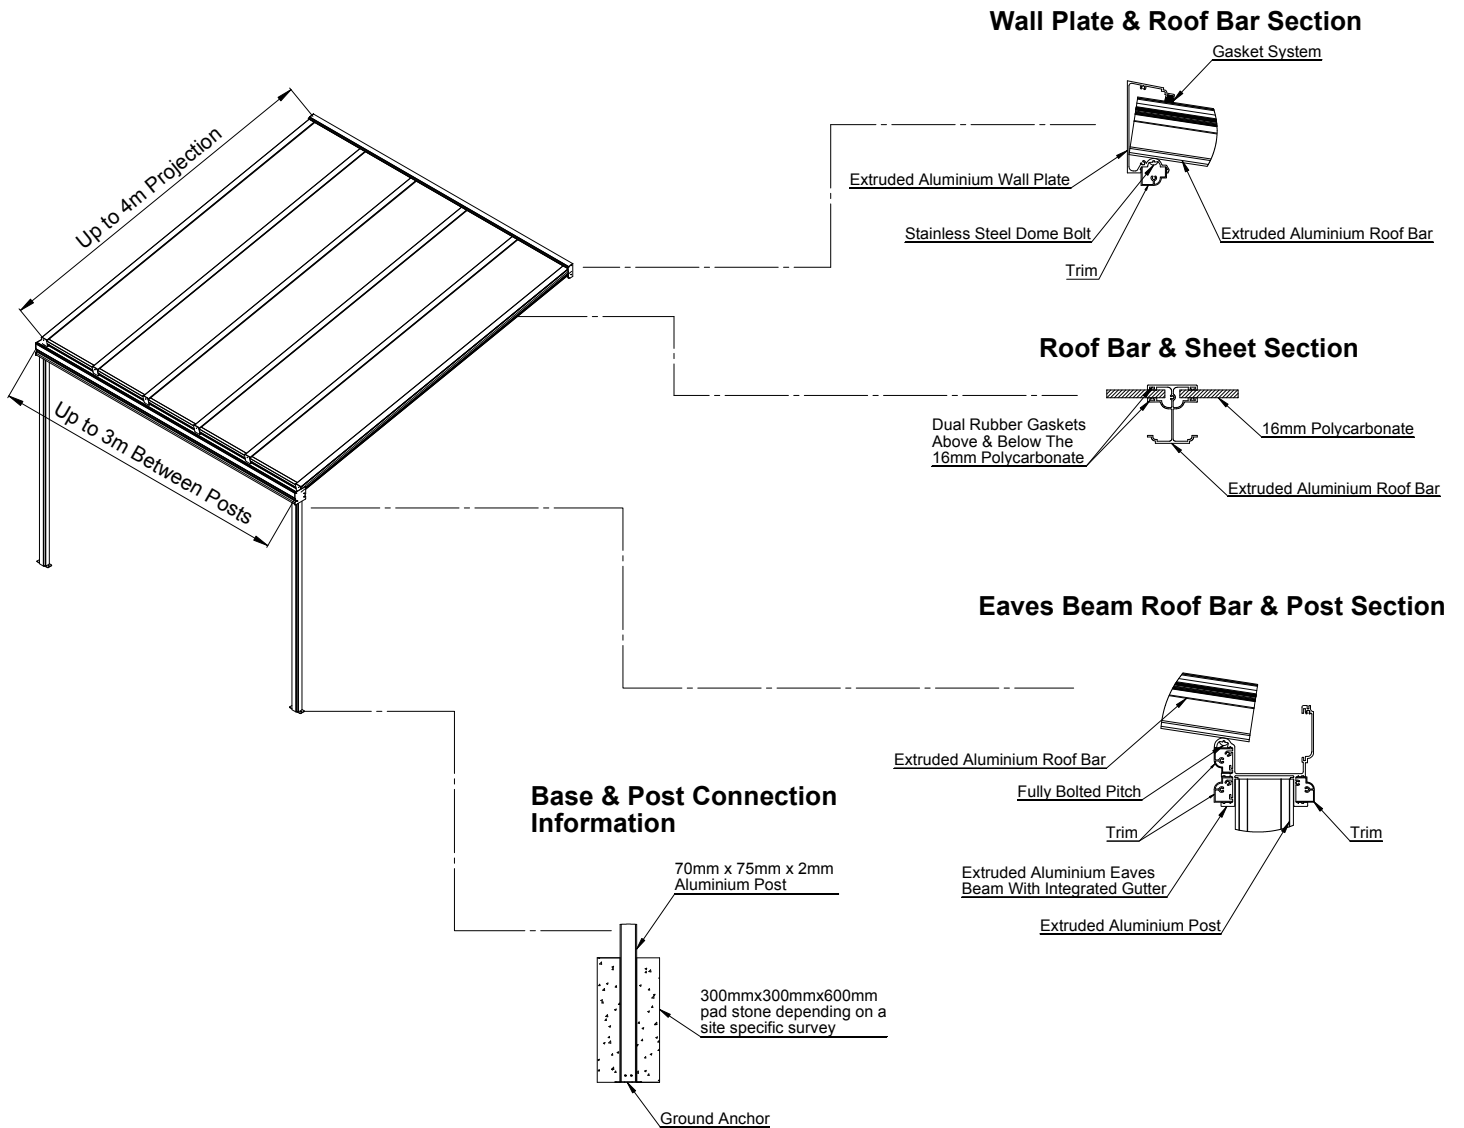 Wall Plate & Roof Bar Section
Gasket System
Extruded Aluminium Wall Plate
Stainless Steel Dome Bolt
Extruded Aluminium Roof Bar
Trim
Up to 4m Projection
Up to 3m Between Posts
Roof Bar & Sheet Section
Dual Rubber Gaskets
Above & Below The
16mm Polycarbonate
16mm Polycarbonate
Extruded Aluminium Roof Bar
Eaves Beam Roof Bar & Post Section
Extruded Aluminium Roof Bar
Fully Bolted Pitch
Trim
Trim
Extruded Aluminium Eaves
Beam With Integrated Gutter
Extruded Aluminium Post
Base & Post Connection
Information
70mm x 75mm x 2mm
Aluminium Post
300mmx300mmx600mm
pad stone depending on a
site specific survey
Ground Anchor